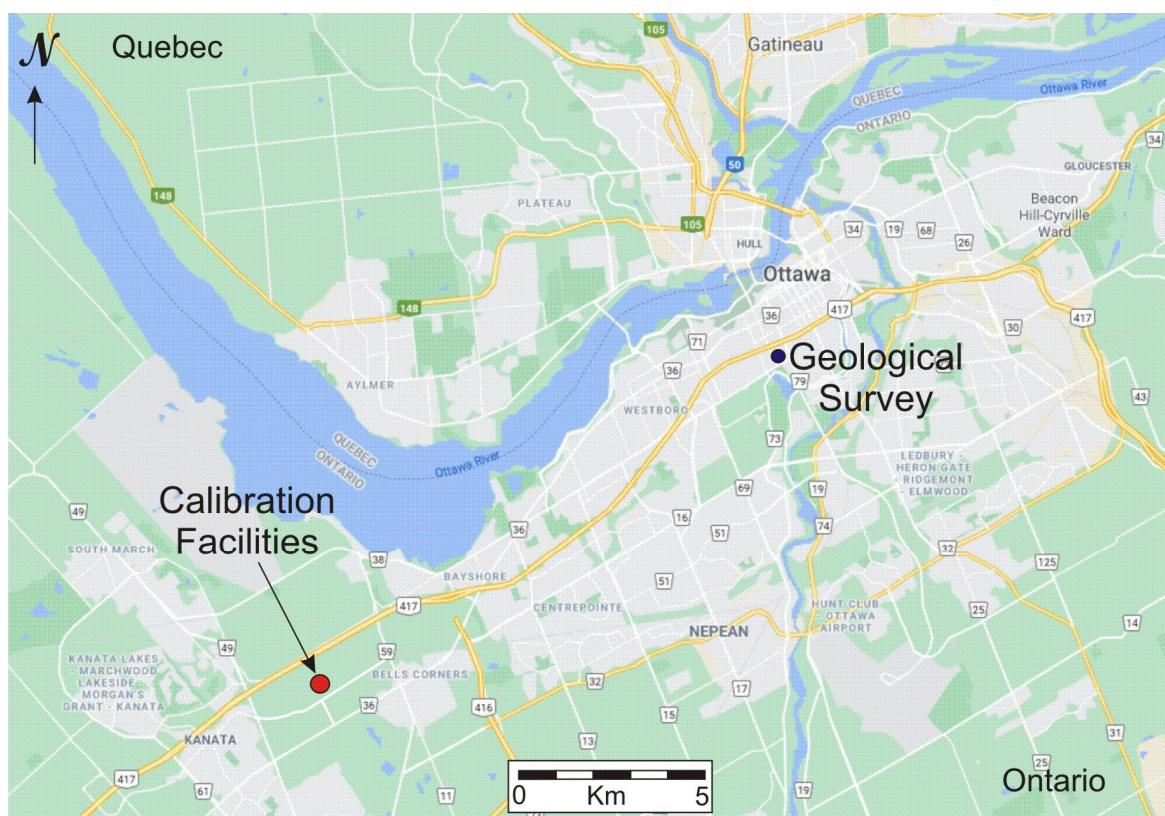 N
Quebec
105
Gatineau
Ottawa River
QUEBEC
ONTARIO
34
148
50
GLOUCESTER
PLATEAU
Beacon
Hill-Cyrville
Ward
105
HULL
34
19
68
26
Ottawa
148
36
417
417
30
71
Geological
Survey
36
79
AYLMER
WESTBORO
43
73
QUEBEC
ONTARIO
Ottawa River
LEDBURY -
HERON GATE
- RIDGEMONT
- ELMWOOD
69
19
Calibration
Facilities
49
16
51
36
74
SOUTH MARCH
38
32
125
BAYSHORE
51
417
CENTREPOINTE
HUNT CLUB
- OTTAWA
AIRPORT
25
14
NEPEAN
49
59
KANATA LAKES
- MARCHWOOD
LAKESIDE -
MORGAN'S
GRANT - KANATA
BELLS CORNERS
32
17
36
416
15
KANATA
13
31
417
25
61
11
19
0
Km
5
Ontario